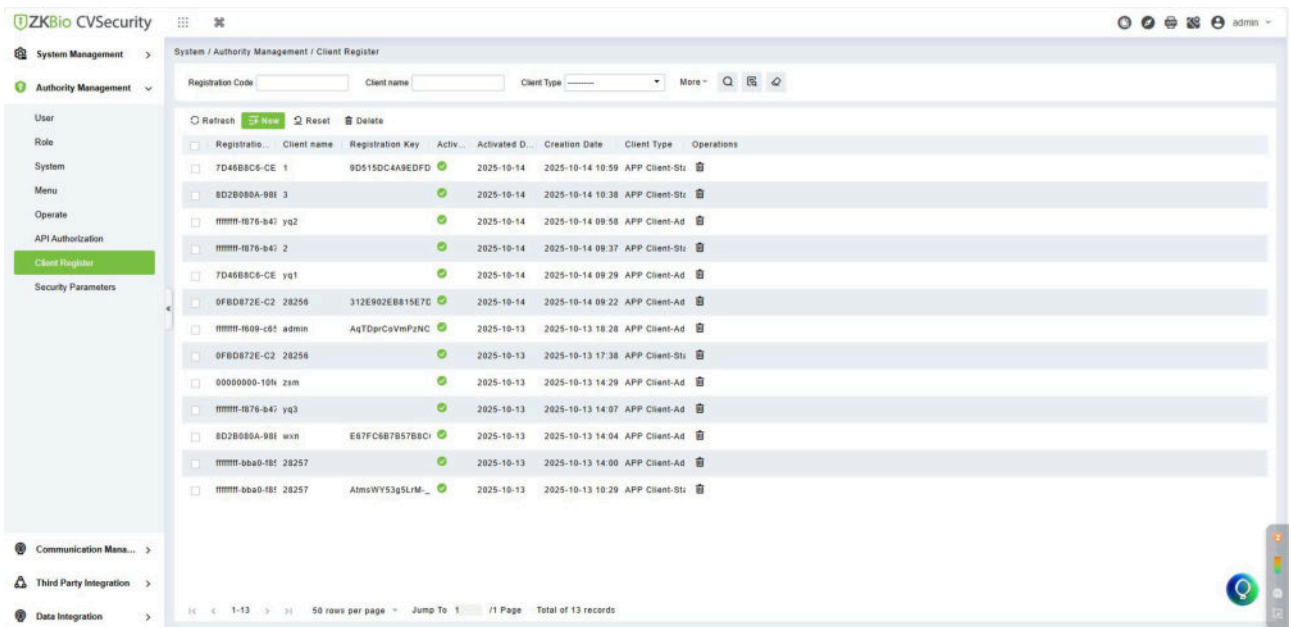 ZKBio CVSecurity
admin
System Management
System / Authority Management / Client Register
Authority Management
Registration Code
Client name
Client Type ----------
More
User
Role
System
Menu
Operate
API Authorization
Client Register
Security Parameters
Refresh New Reset Delete
Registratio... Client name Registration Key Activ... Activated D... Creation Date Client Type Operations
7D46B8C6-CE 1 9D515DC4A9EDFD 2025-10-14 2025-10-14 10:59 APP Client-Sta
8D2B080A-98E 3 2025-10-14 2025-10-14 10:38 APP Client-Sta
ffffffff-f876-b47 yq2 2025-10-14 2025-10-14 09:58 APP Client-Ad
ffffffff-f876-b47 2 2025-10-14 2025-10-14 09:37 APP Client-Sta
7D46B8C6-CE yq1 2025-10-14 2025-10-14 09:29 APP Client-Ad
0FBD872E-C2 28256 312E902EB815E7D 2025-10-14 2025-10-14 09:22 APP Client-Ad
ffffffff-f609-c65 admin AqTDprCoVmPzNC 2025-10-13 2025-10-13 18:28 APP Client-Ad
0FBD872E-C2 28256 2025-10-13 2025-10-13 17:38 APP Client-Sta
00000000-10f4 zsm 2025-10-13 2025-10-13 14:29 APP Client-Ad
ffffffff-f876-b47 yq3 2025-10-13 2025-10-13 14:07 APP Client-Ad
8D2B080A-98E wxn E67FC6B7B57B8C 2025-10-13 2025-10-13 14:04 APP Client-Ad
ffffffff-bba0-f85 28257 2025-10-13 2025-10-13 14:00 APP Client-Ad
ffffffff-bba0-f85 28257 AtmsWY53g5LrM-_ 2025-10-13 2025-10-13 10:29 APP Client-Sta
Communication Mana...
Third Party Integration
Data Integration
1-13 50 rows per page Jump To 1 /1 Page Total of 13 records